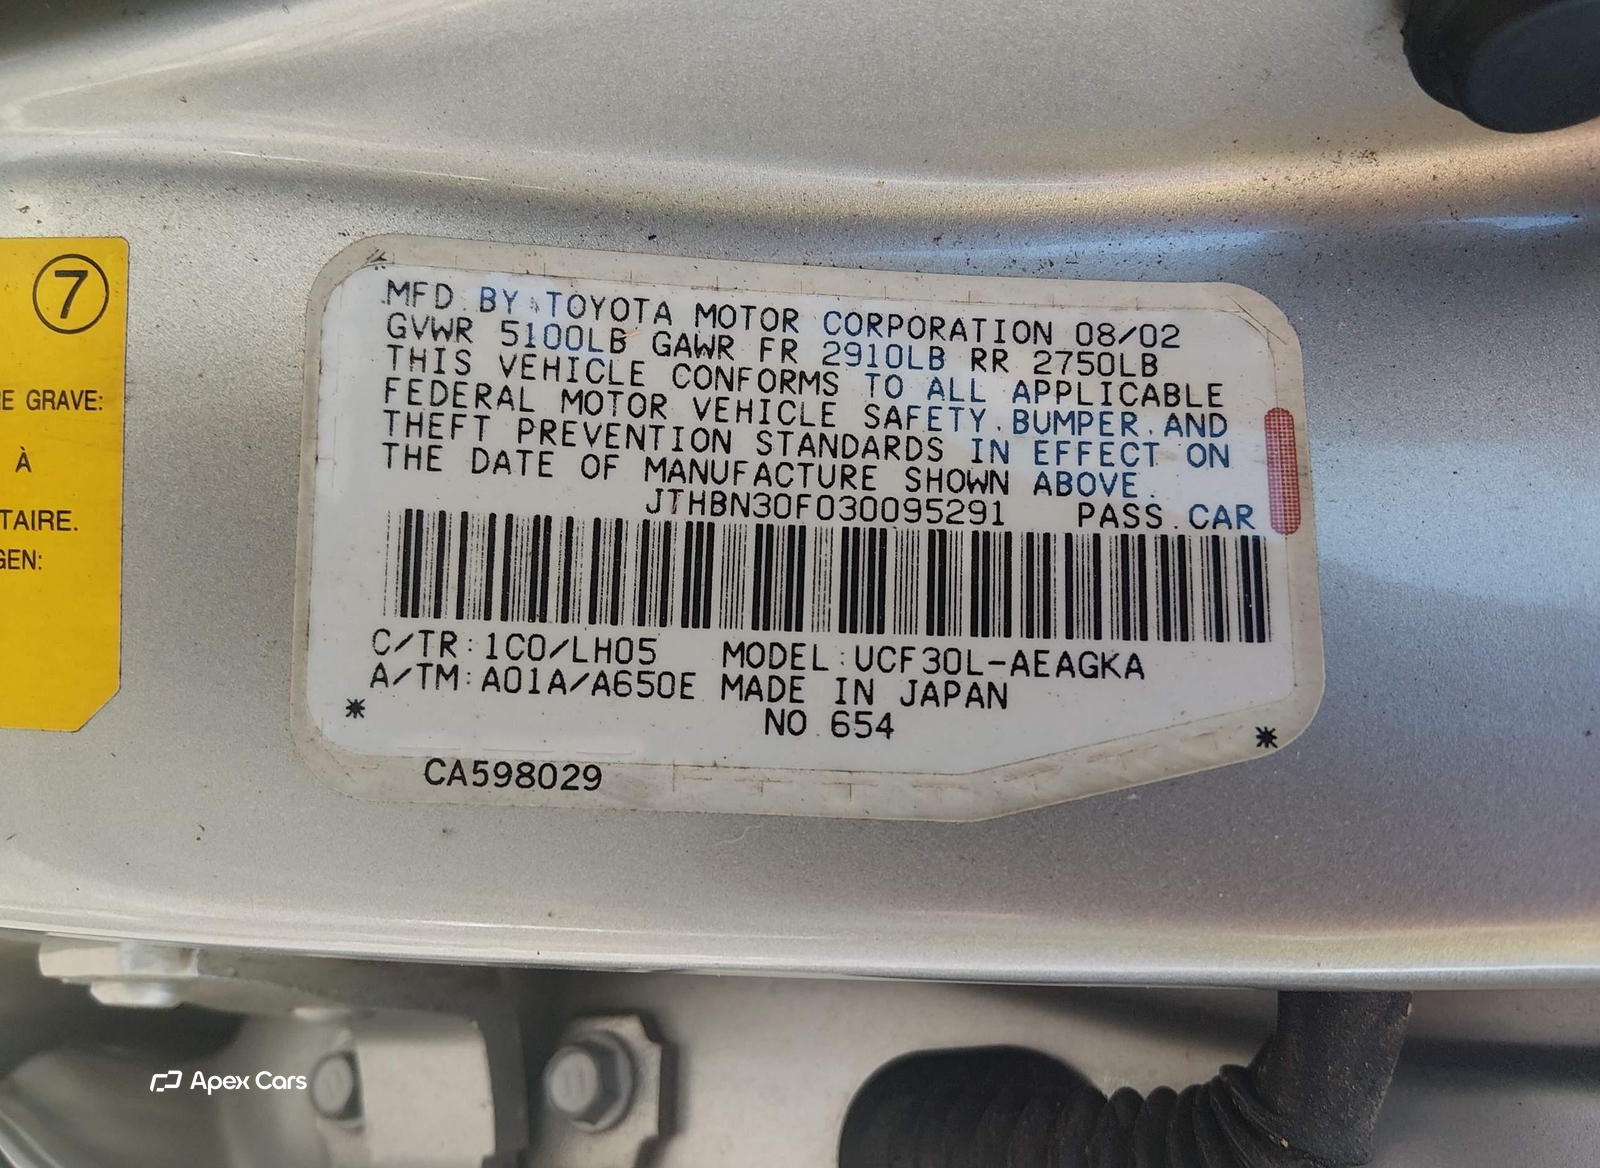 7
RE GRAVE:
À
TAIRE.
GEN:
MFD. BY TOYOTA MOTOR CORPORATION 08/02
GVWR 5100LB GAWR FR 2910LB RR 2750LB
THIS VEHICLE CONFORMS TO ALL APPLICABLE
FEDERAL MOTOR VEHICLE SAFETY, BUMPER, AND
THEFT PREVENTION STANDARDS IN EFFECT ON
THE DATE OF MANUFACTURE SHOWN ABOVE.
JTHBN30F030095291 PASS. CAR
C/TR: 1C0/LH05 MODEL: UCF30L-AEAGKA
A/TM: A01A/A650E MADE IN JAPAN
NO. 654
CA598029
Apex Cars